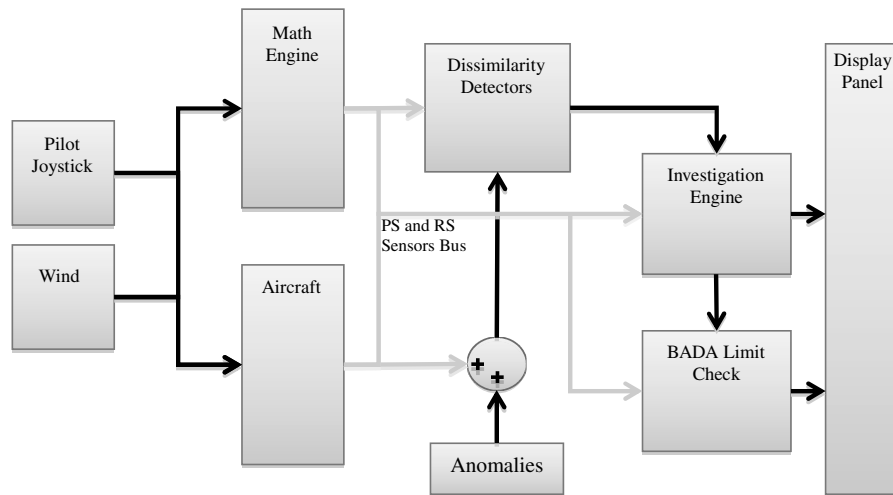 Math
Engine
Dissimilarity
Detectors
Display
Panel
Pilot
Joystick
Investigation
Engine
PS and RS
Sensors Bus
Wind
Aircraft
BADA Limit
Check
Anomalies